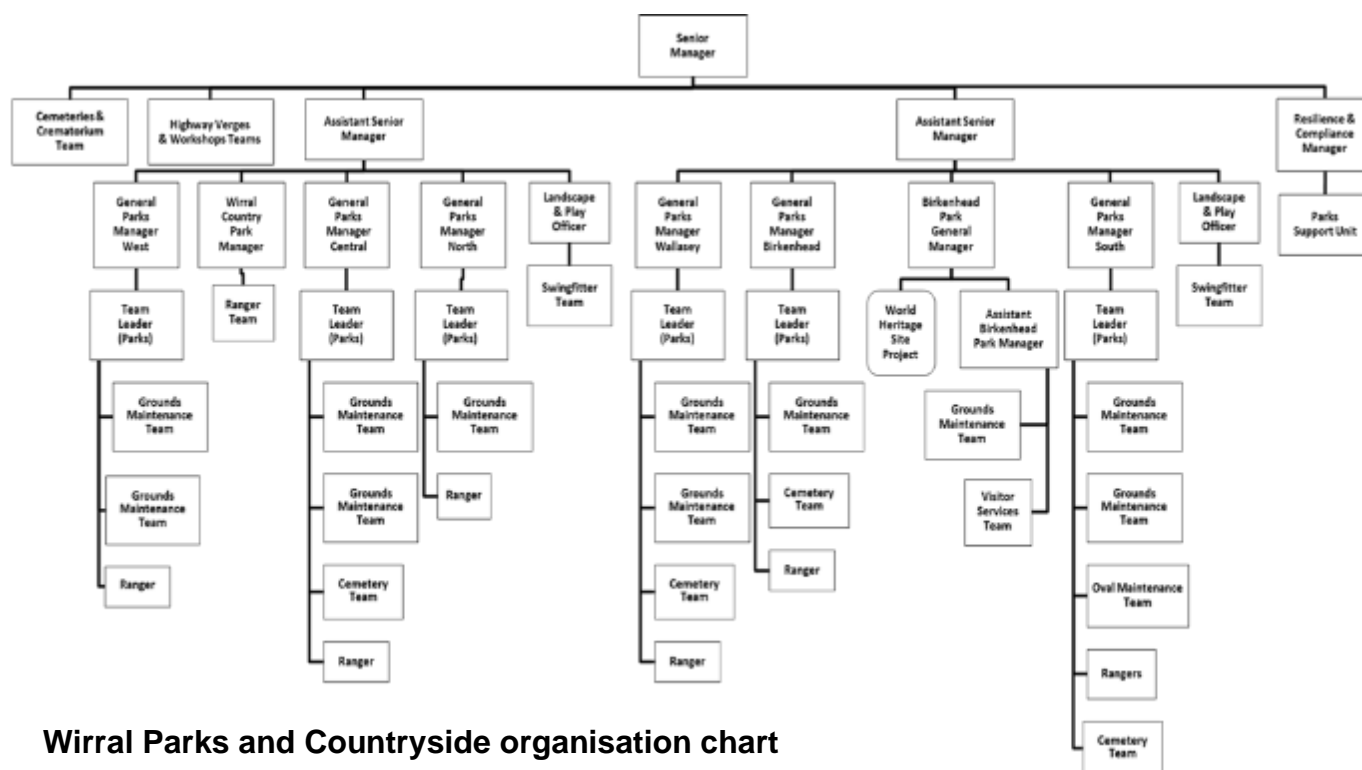 Senior
Manager
Cemeteries &
Crematorium
Team
Highway Verges
& Workshops Teams
Assistant Senior
Manager
Assistant Senior
Manager
Resilience &
Compliance
Manager
General
Parks
Manager
West
Wirral
Country
Park
Manager
General
Parks
Manager
Central
General
Parks
Manager
North
Landscape
& Play
Officer
General
Parks
Manager
Wallasey
General
Parks
Manager
Birkenhead
Birkenhead
Park
General
Manager
General
Parks
Manager
South
Landscape
& Play
Officer
Parks
Support Unit
Team
Leader
(Parks)
Ranger
Team
Team
Leader
(Parks)
Team
Leader
(Parks)
Swingfitter
Team
Team
Leader
(Parks)
Team
Leader
(Parks)
World
Heritage
Site
Project
Assistant
Birkenhead
Park Manager
Team
Leader
(Parks)
Swingfitter
Team
Grounds
Maintenance
Team
Grounds
Maintenance
Team
Grounds
Maintenance
Team
Grounds
Maintenance
Team
Grounds
Maintenance
Team
Grounds
Maintenance
Team
Grounds
Maintenance
Team
Grounds
Maintenance
Team
Grounds
Maintenance
Team
Ranger
Grounds
Maintenance
Team
Cemetery
Team
Visitor
Services
Team
Grounds
Maintenance
Team
Ranger
Cemetery
Team
Cemetery
Team
Ranger
Oval Maintenance
Team
Ranger
Ranger
Rangers
Cemetery
Team
Wirral Parks and Countryside organisation chart